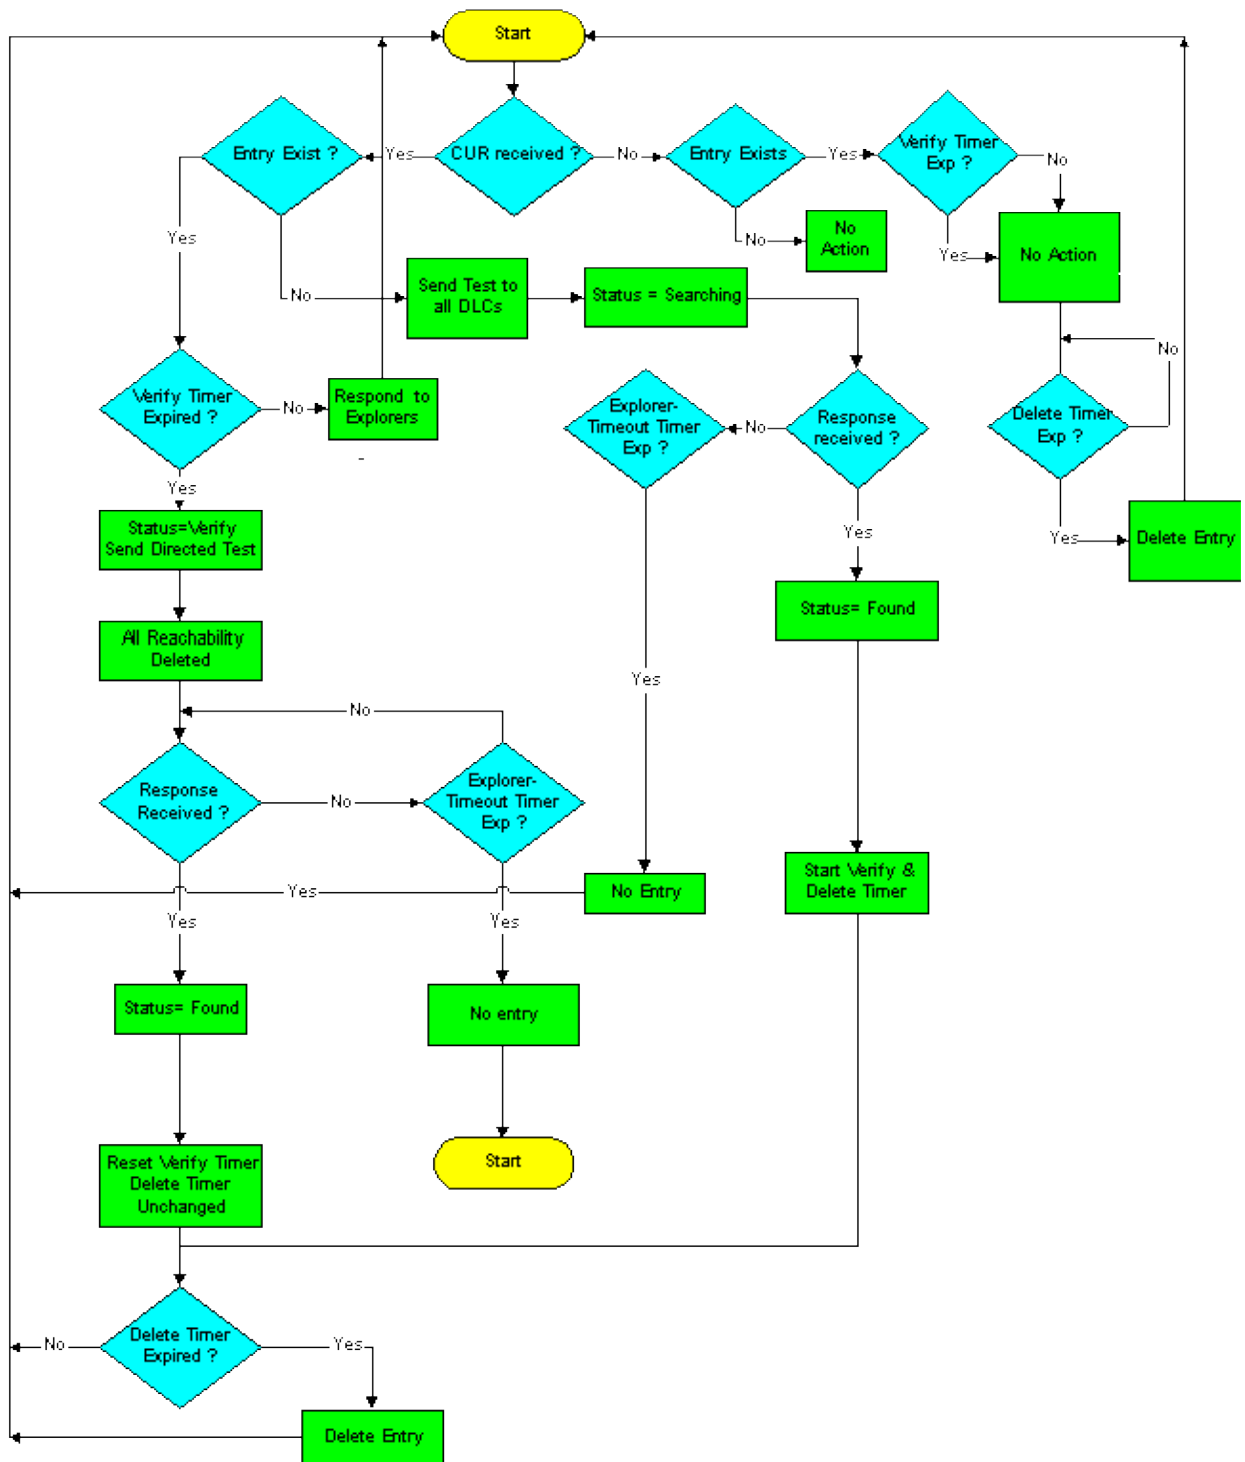 Start
Entry Exist ?
Yes
CUR received ?
No
Entry Exists
Yes
Verify Timer
Exp ?
No
Yes
No
Action
No
Yes
No Action
No
Send Test to
all DLCs
Status = Searching
No
Verify Timer
Expired ?
No
Respond to
Explorers
Explorer-
Timeout Timer
Exp ?
No
Response
received ?
Delete Timer
Exp ?
Yes
Status=Verify
Send Directed Test
Yes
Yes
Delete Entry
Status= Found
All Reachability
Deleted
Yes
No
Response
Received ?
No
Explorer-
Timeout Timer
Exp ?
Yes
No Entry
Start Verify &
Delete Timer
Yes
Yes
Status= Found
No entry
Start
Reset Verify Timer
Delete Timer
Unchanged
No
Delete Timer
Expired ?
Yes
Delete Entry